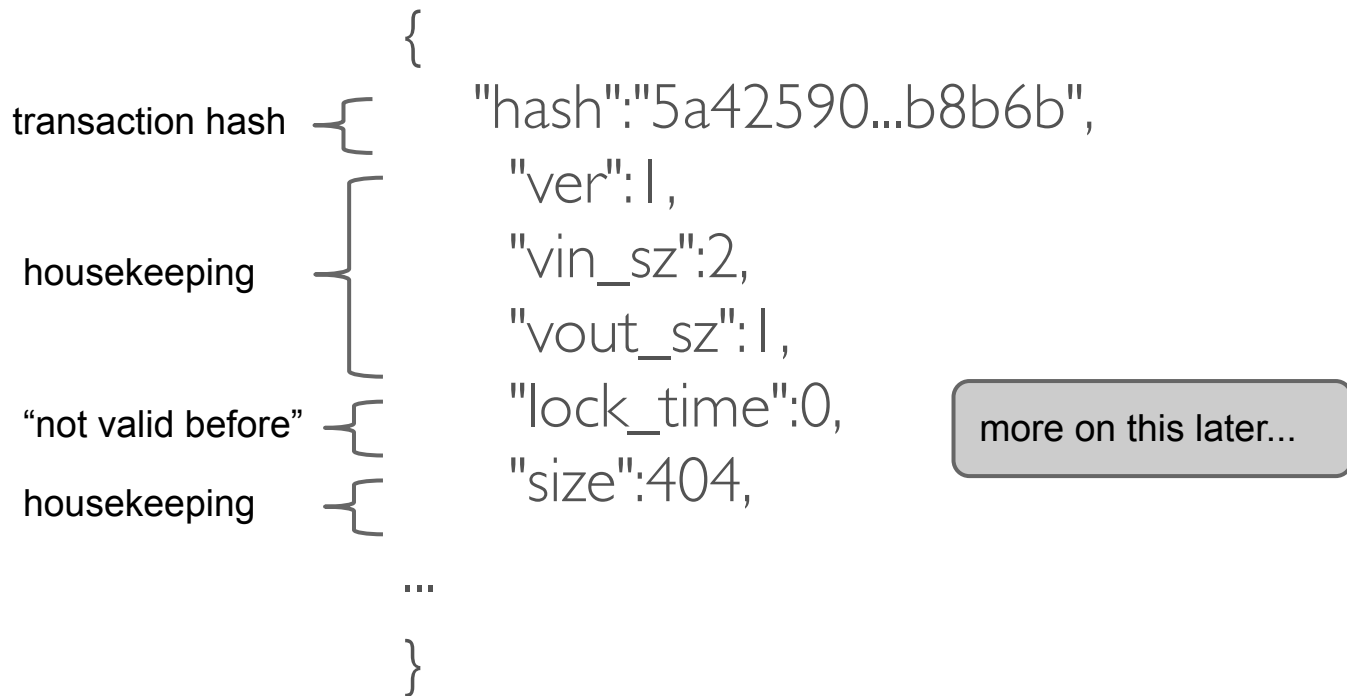 {
transaction hash
"hash":"5a42590...b8b6b",
"ver":1,
housekeeping
"vin_sz":2,
"vout_sz":1,
“not valid before”
"lock_time":0,
more on this later...
housekeeping
"size":404,
...
}